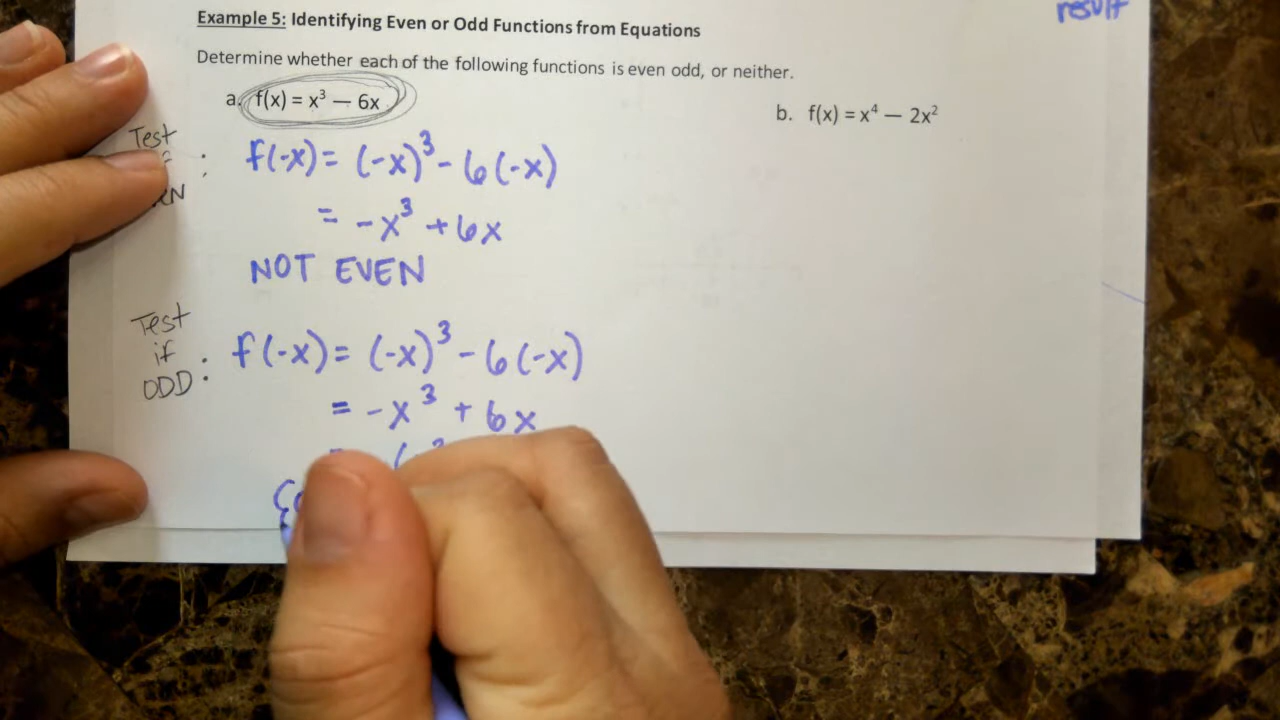 result
Example 5: Identifying Even or Odd Functions from Equations
Determine whether each of the following functions is even odd, or neither.
a. f(x) = x³ — 6x
b. f(x) = x⁴ — 2x²
Test
: f(-x) = (-x)³ - 6(-x)
= -x³ + 6x
NOT EVEN
Test
if
ODD: f(-x) = (-x)³ - 6(-x)
= -x³ + 6x